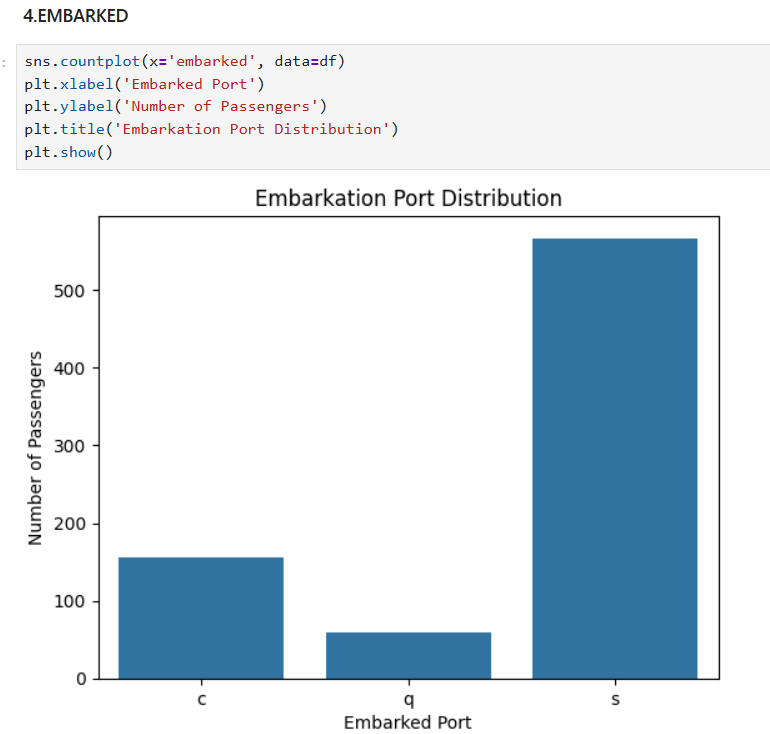 4.EMBARKED
:
sns.countplot(x='embarked', data=df)
plt.xlabel('Embarked Port')
plt.ylabel('Number of Passengers')
plt.title('Embarkation Port Distribution')
plt.show()
Embarkation Port Distribution
Number of Passengers
500
400
300
200
100
0
c q s
Embarked Port